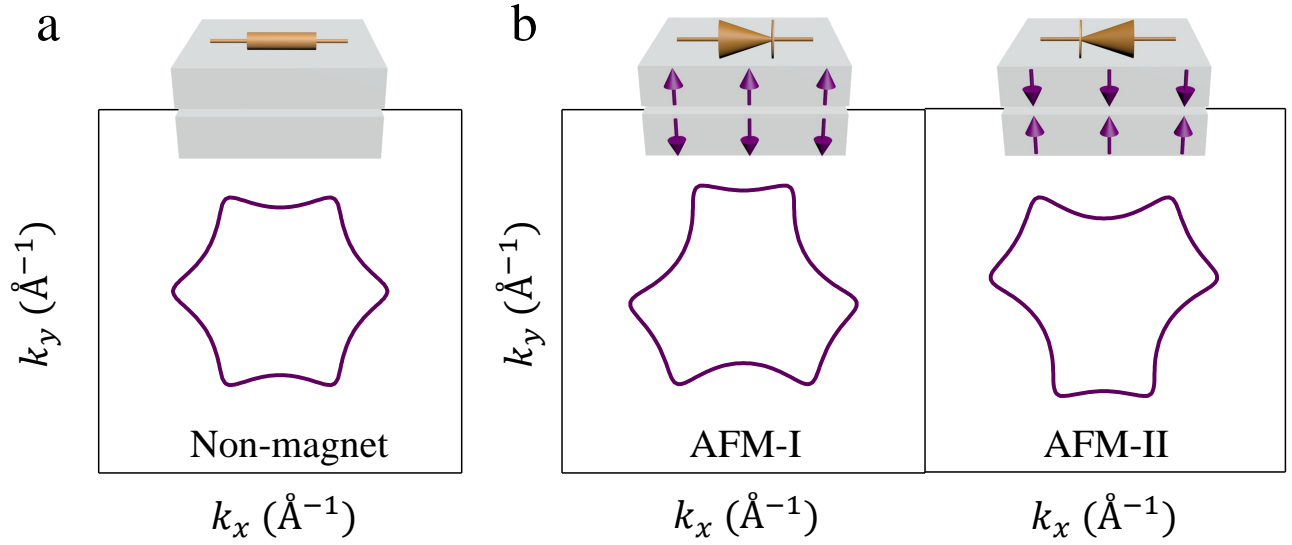 a
b
k_y (Å⁻¹)
Non-magnet
k_x (Å⁻¹)
k_y (Å⁻¹)
AFM-I
AFM-II
k_x (Å⁻¹)
k_x (Å⁻¹)